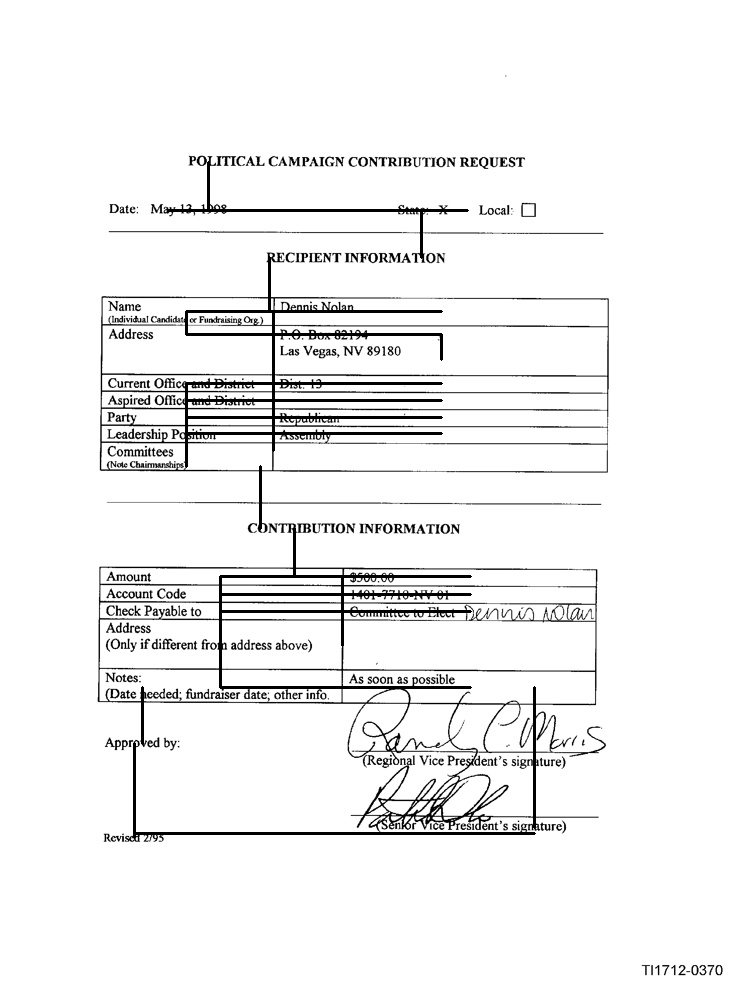 POLITICAL CAMPAIGN CONTRIBUTION REQUEST
Date: May 13, 1998 State: X Local: ☐
RECIPIENT INFORMATION
Name Dennis Nolan
(Individual Candidate or Fundraising Org.)
Address P.O. Box 82194
Las Vegas, NV 89180
Current Office and District Dist. 13
Aspired Office and District
Party Republican
Leadership Position Assembly
Committees
(Note Chairmanships)
CONTRIBUTION INFORMATION
Amount $500.00
Account Code 1401-7710-NV-01
Check Payable to Committee to Elect Dennis Nolan
Address
(Only if different from address above)
Notes: As soon as possible
(Date needed; fundraiser date; other info.
Randy C. Morris
Approved by:
(Regional Vice President's signature)
(Senior Vice President's signature)
Revised 2/95
TI1712-0370